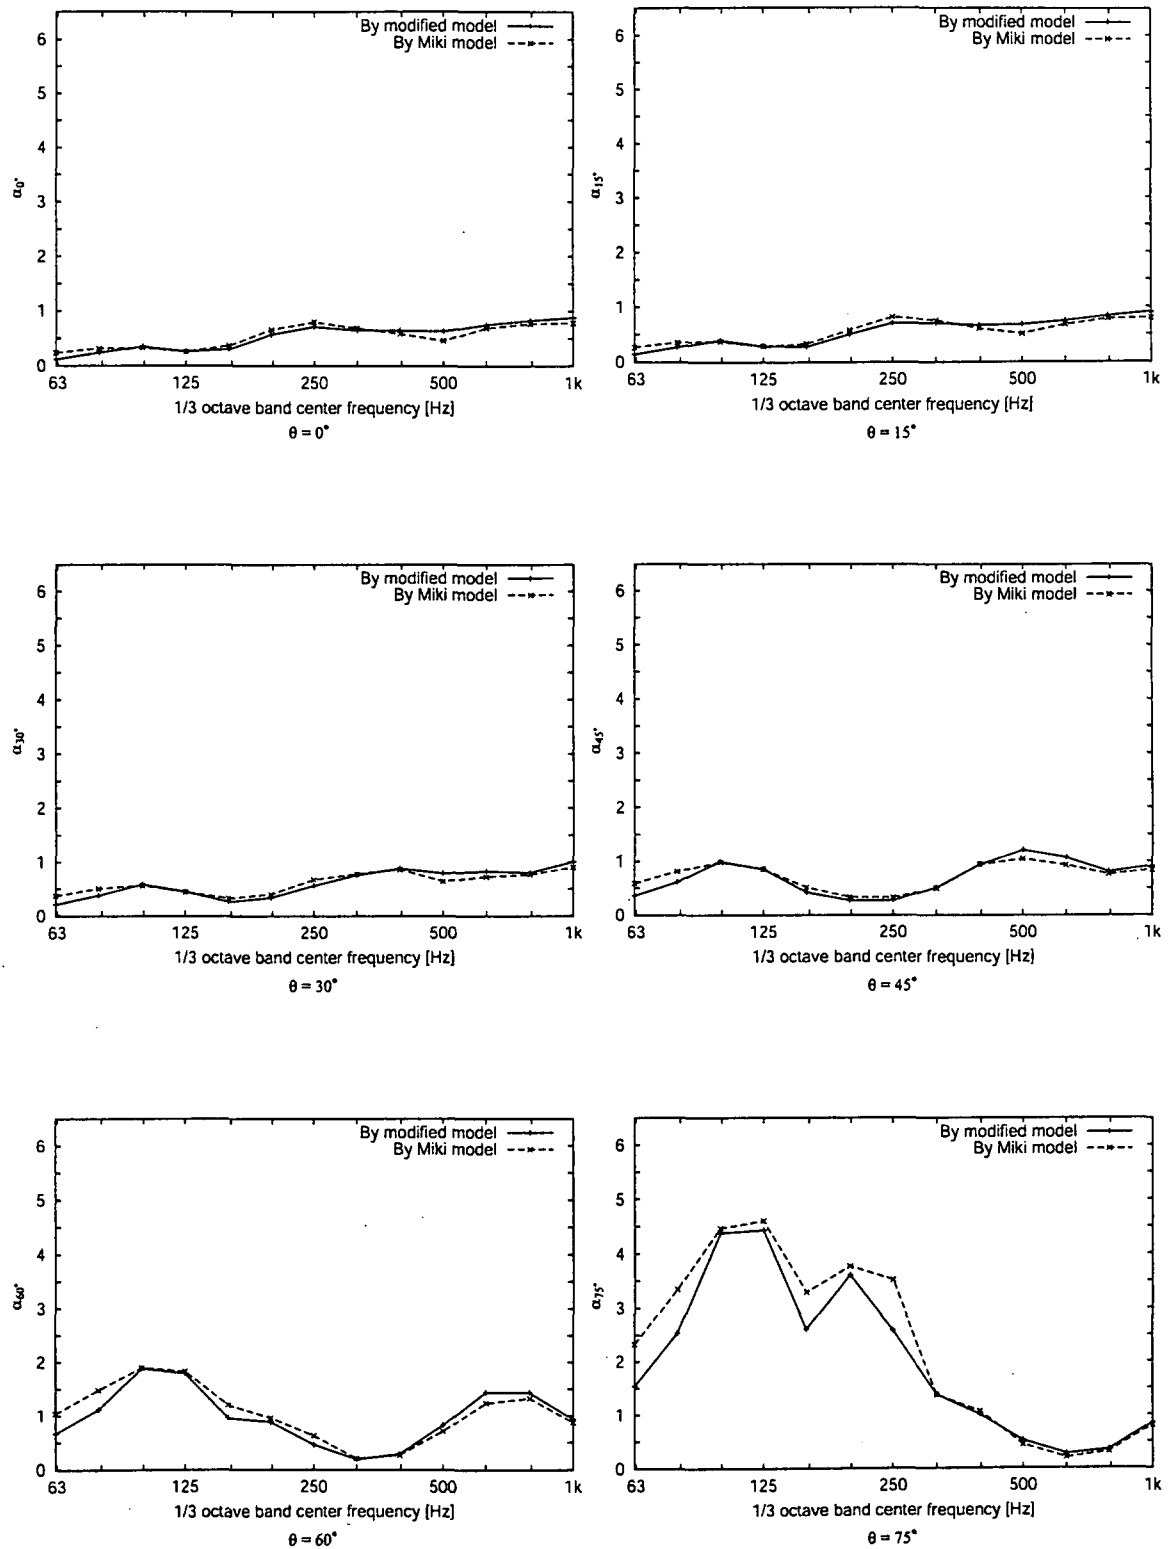 By modified model
By Miki model
6
5
4
3
2
1
0
α0°
63 125 250 500 1k
1/3 octave band center frequency [Hz]
θ = 0°
By modified model
By Miki model
6
5
4
3
2
1
0
α15°
63 125 250 500 1k
1/3 octave band center frequency [Hz]
θ = 15°
By modified model
By Miki model
6
5
4
3
2
1
0
α30°
63 125 250 500 1k
1/3 octave band center frequency [Hz]
θ = 30°
By modified model
By Miki model
6
5
4
3
2
1
0
α45°
63 125 250 500 1k
1/3 octave band center frequency [Hz]
θ = 45°
By modified model
By Miki model
6
5
4
3
2
1
0
α60°
63 125 250 500 1k
1/3 octave band center frequency [Hz]
θ = 60°
By modified model
By Miki model
6
5
4
3
2
1
0
α75°
63 125 250 500 1k
1/3 octave band center frequency [Hz]
θ = 75°